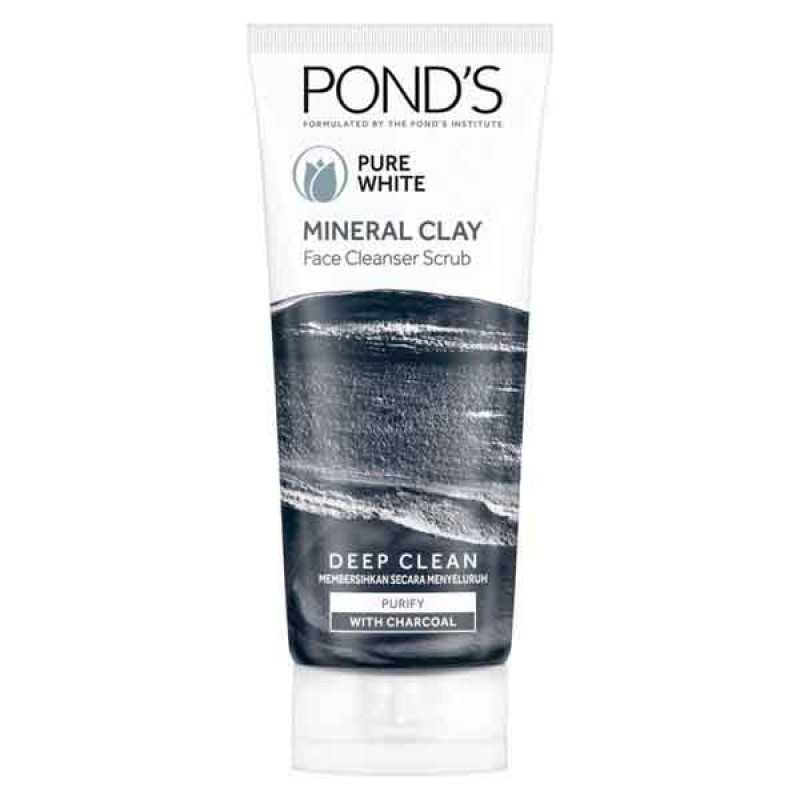 POND'S
FORMULATED BY THE POND'S INSTITUTE
PURE
WHITE
MINERAL CLAY
Face Cleanser Scrub
DEEP CLEAN
MEMBERSIHKAN SECARA MENYELURUH
PURIFY
WITH CHARCOAL